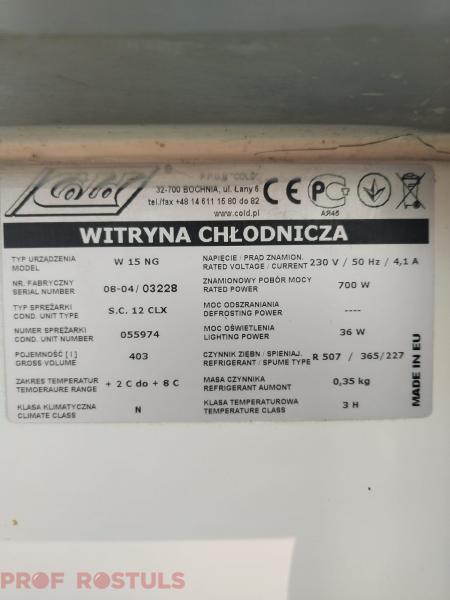 P.P.U.H "COLD"
32-700 BOCHNIA, ul. Łany 6
tel./fax +48 14 611 15 80 do 82
www.cold.pl
CE
АЯ45
WITRYNA CHŁODNICZA
TYP URZĄDZENIA
MODEL
W 15 NG
NAPIĘCIE / PRĄD ZNAMION.
RATED VOLTAGE / CURRENT
230 V / 50 Hz / 4,1 A
NR. FABRYCZNY
SERIAL NUMBER
08-04/ 03228
ZNAMIONOWY POBÓR MOCY
RATED POWER
700 W
TYP SPRĘŻARKI
COND. UNIT TYPE
S.C. 12 CLX
MOC ODSZRANIANIA
DEFROSTING POWER
----
NUMER SPRĘŻARKI
COND. UNIT NUMBER
055974
MOC OŚWIETLENIA
LIGHTING POWER
36 W
POJEMNOŚĆ [ l ]
GROSS VOLUME
403
CZYNNIK ZIĘBN / SPIENIAJ.
REFRIGERANT / SPUME TYPE
R 507 / 365/227
ZAKRES TEMPERATUR
TEMOERAURE RANGE
+ 2 C do + 8 C
MASA CZYNNIKA
REFRIGERANT AUMONT
0,35 kg
KLASA KLIMATYCZNA
CLIMATE CLASS
N
KLASA TEMPERATUROWA
TEMPERATURE CLASS
3 H
MADE IN EU
PROF ROSTULS